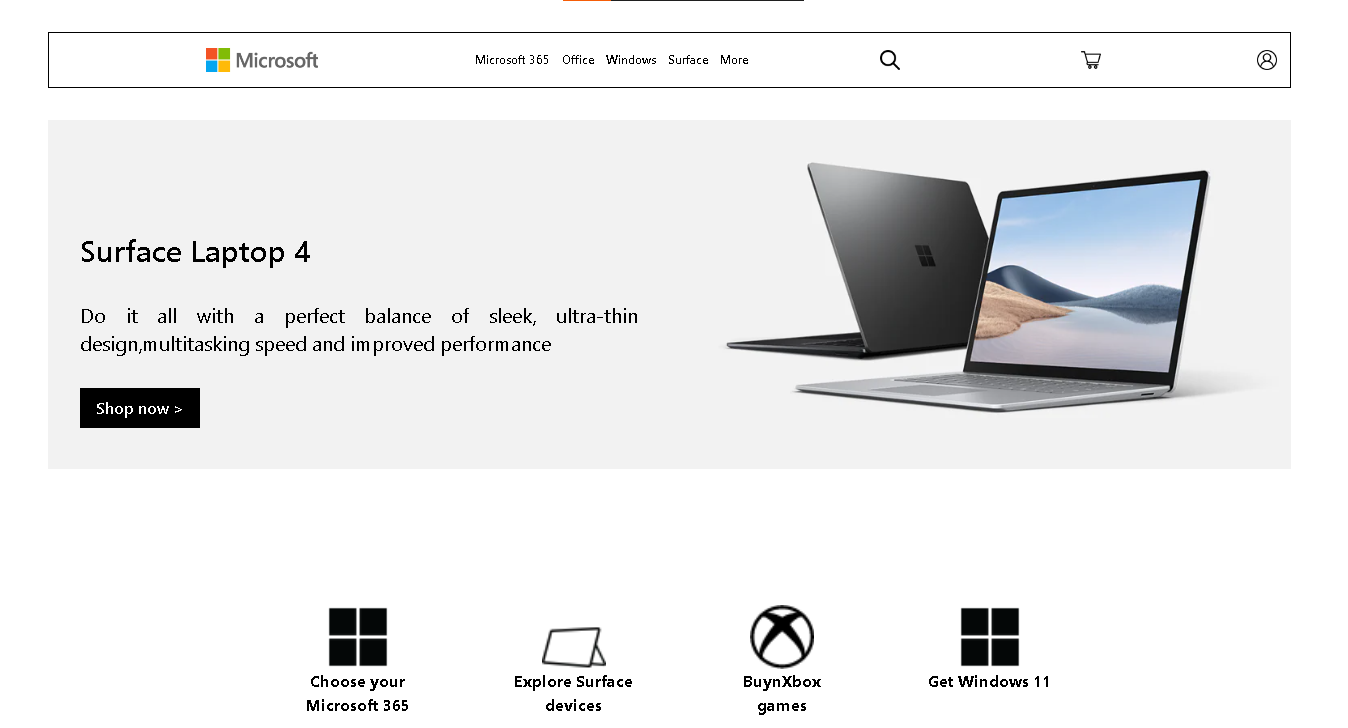 Microsoft
Microsoft 365 Office Windows Surface More
Surface Laptop 4
Do it all with a perfect balance of sleek, ultra-thin
design,multitasking speed and improved performance
Shop now >
Choose your
Microsoft 365
Explore Surface
devices
BuynXbox
games
Get Windows 11